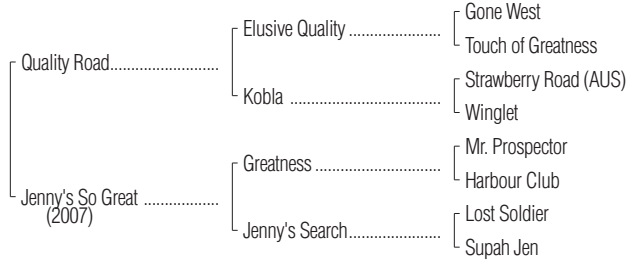 Gone West
Elusive Quality ....................
Touch of Greatness
Quality Road.......................
Strawberry Road (AUS)
Kobla .................................
Winglet
Mr. Prospector
Greatness ...........................
Harbour Club
Jenny's So Great ................
(2007)
Lost Soldier
Jenny's Search....................
Supah Jen